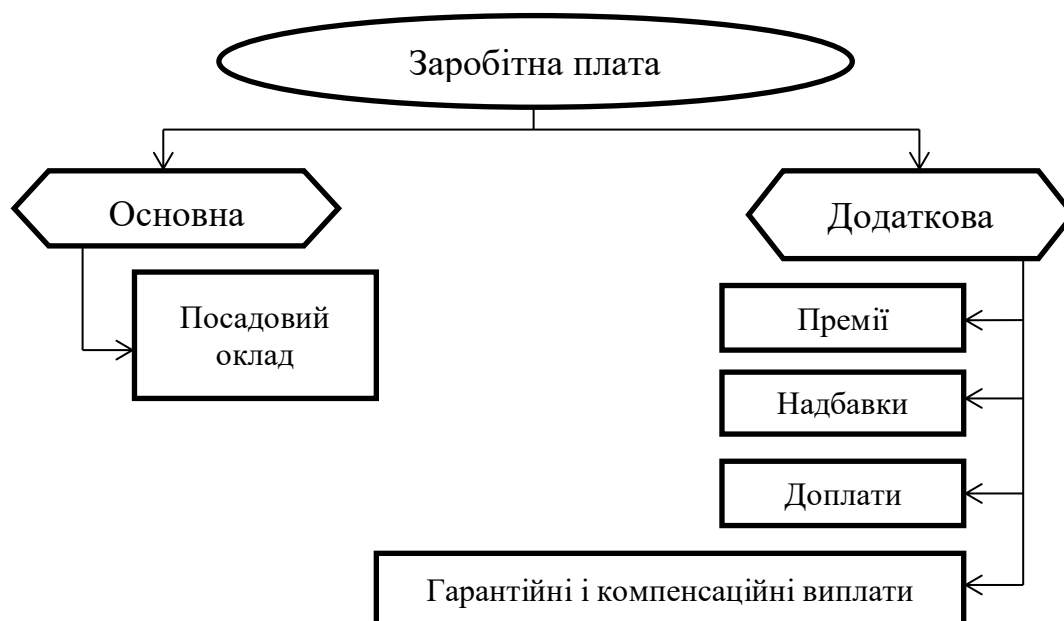 Заробітна плата
Основна
Додаткова
Посадовий
оклад
Премії
Надбавки
Доплати
Гарантійні і компенсаційні виплати